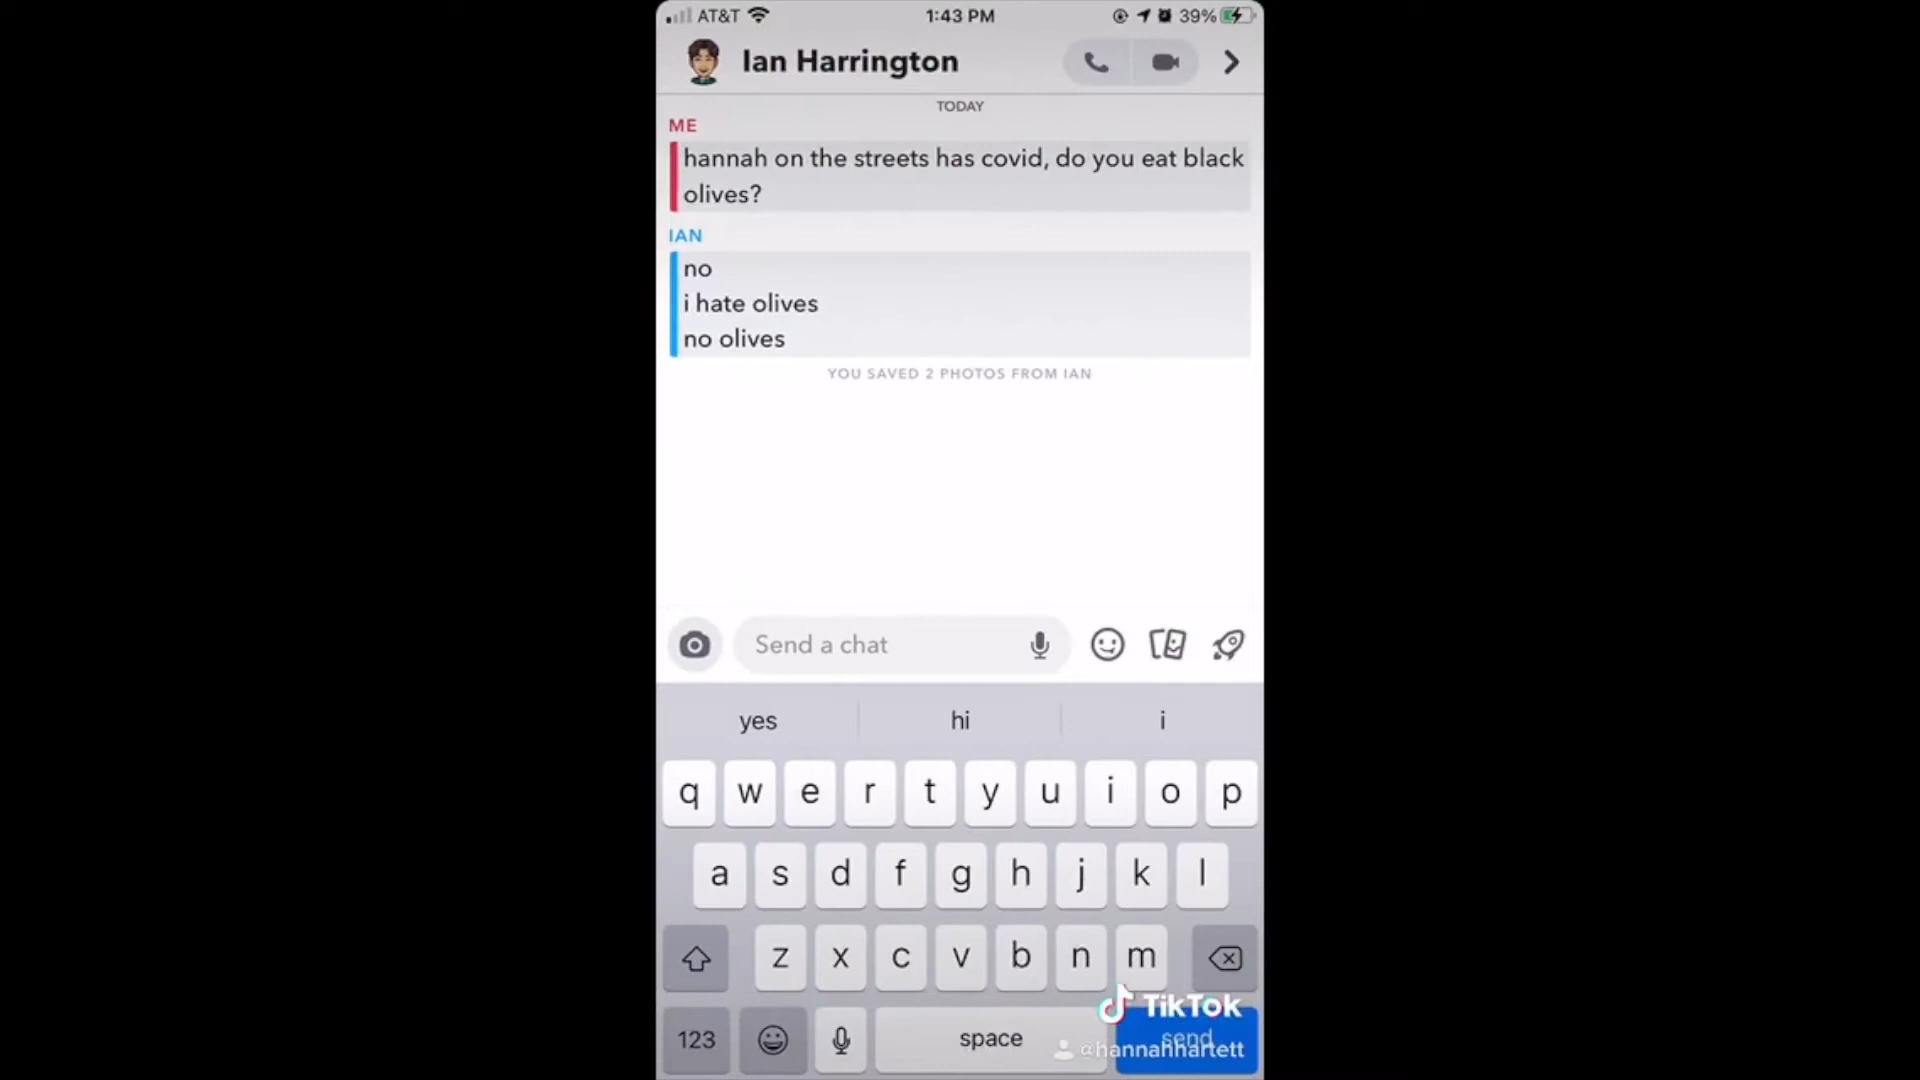 AT&T 1:43 PM 39%
Ian Harrington
TODAY
ME
hannah on the streets has covid, do you eat black
olives?
IAN
no
i hate olives
no olives
YOU SAVED 2 PHOTOS FROM IAN
Send a chat
yes hi i
q w e r t y u i o p
a s d f g h j k l
z x c v b n m
TikTok
123 space send
@hannahhartett